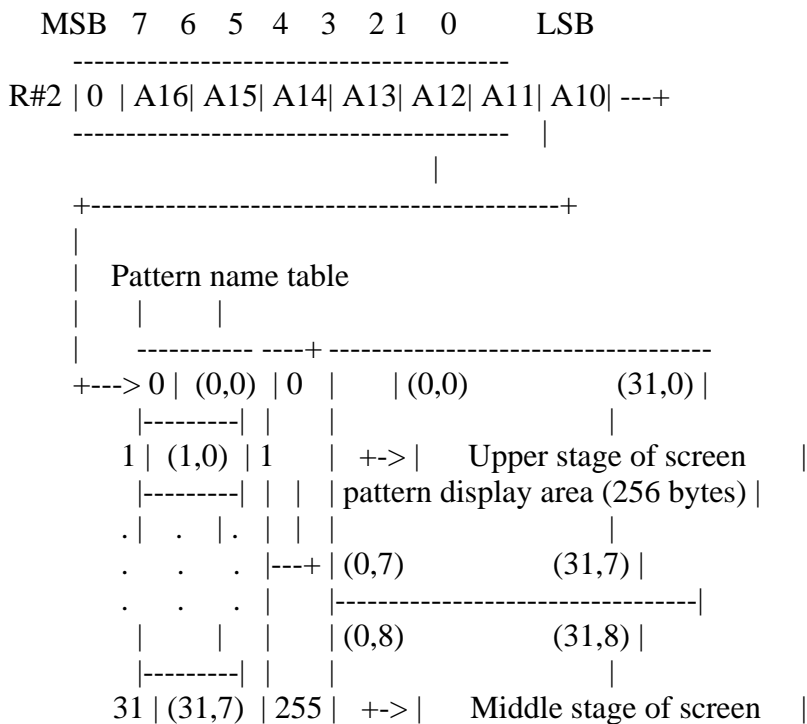 MSB 7 6 5 4 3 2 1 0 LSB
-----------------------------------------
R#2 | 0 | A16| A15| A14| A13| A12| A11| A10| ---+
----------------------------------------- |
|
+--------------------------------------------+
|
| Pattern name table
| | |
| ----------- ----+ ------------------------------------
+---> 0 | (0,0) | 0 | | (0,0) (31,0) |
|---------| | | |
1 | (1,0) | 1 | +-> | Upper stage of screen |
|---------| | | | pattern display area (256 bytes) |
. | . | . | | | |
. . . |---+ | (0,7) (31,7) |
. . . | |----------------------------------|
| | | | (0,8) (31,8) |
|---------| | | |
31 | (31,7) | 255 | +-> | Middle stage of screen |